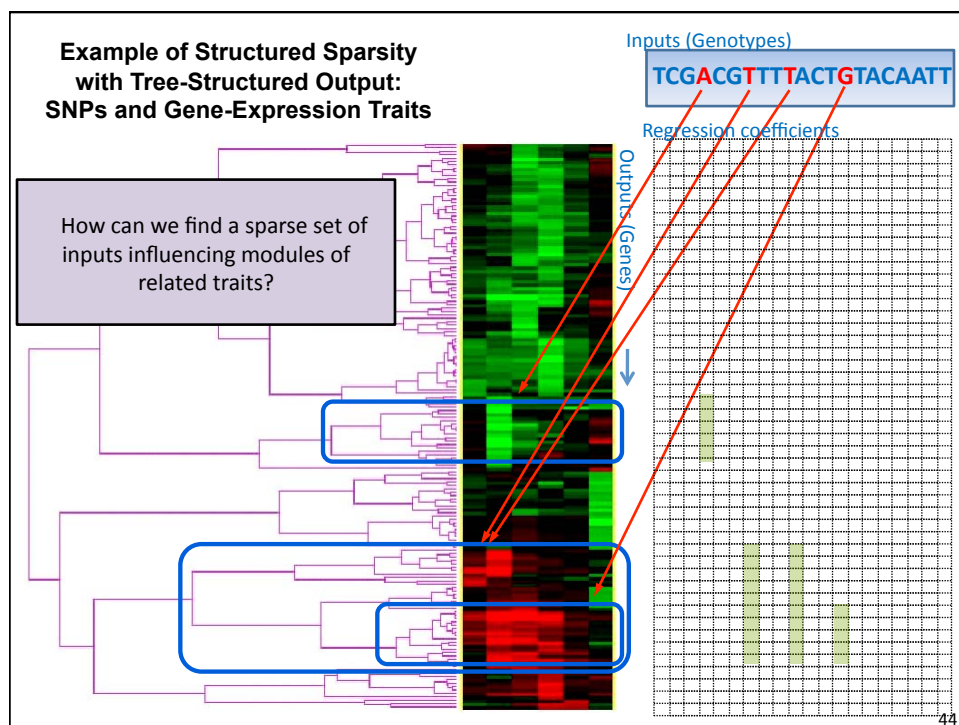 Example of Structured Sparsity
with Tree-Structured Output:
SNPs and Gene-Expression Traits
Inputs (Genotypes)
TCGACGTTTTACTGTACAATT
Regression coefficients
Outputs (Genes)
How can we find a sparse set of
inputs influencing modules of
related traits?
44